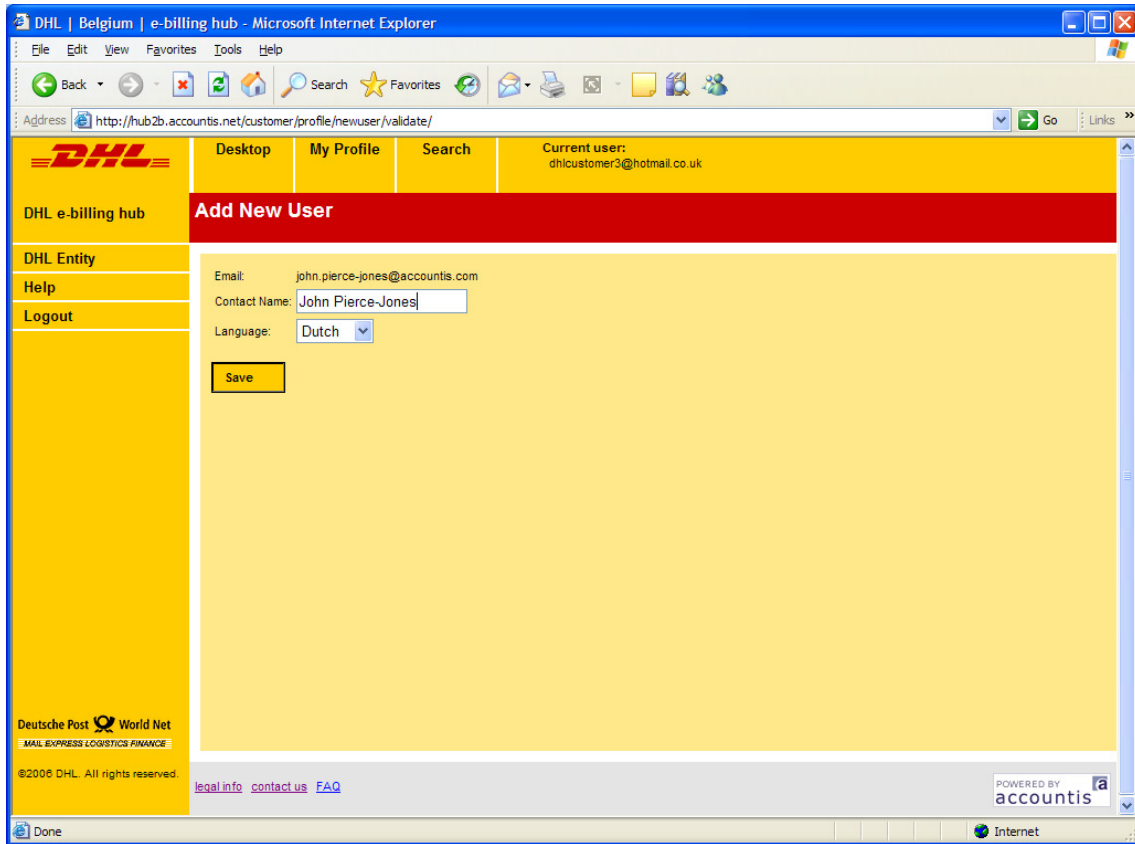 DHL | Belgium | e-billing hub - Microsoft Internet Explorer
File Edit View Favorites Tools Help
Back Search Favorites
Address http://hub2b.accountis.net/customer/profile/newuser/validate/ Go Links »
DHL
Desktop My Profile Search Current user:
dhlcustomer3@hotmail.co.uk
DHL e-billing hub
Add New User
DHL Entity
Help
Logout
Email: john.pierce-jones@accountis.com
Contact Name: John Pierce-Jones
Language: Dutch
Save
Deutsche Post World Net
MAIL EXPRESS LOGISTICS FINANCE
©2006 DHL. All rights reserved.
legal info contact us FAQ
POWERED BY
accountis a
Done Internet